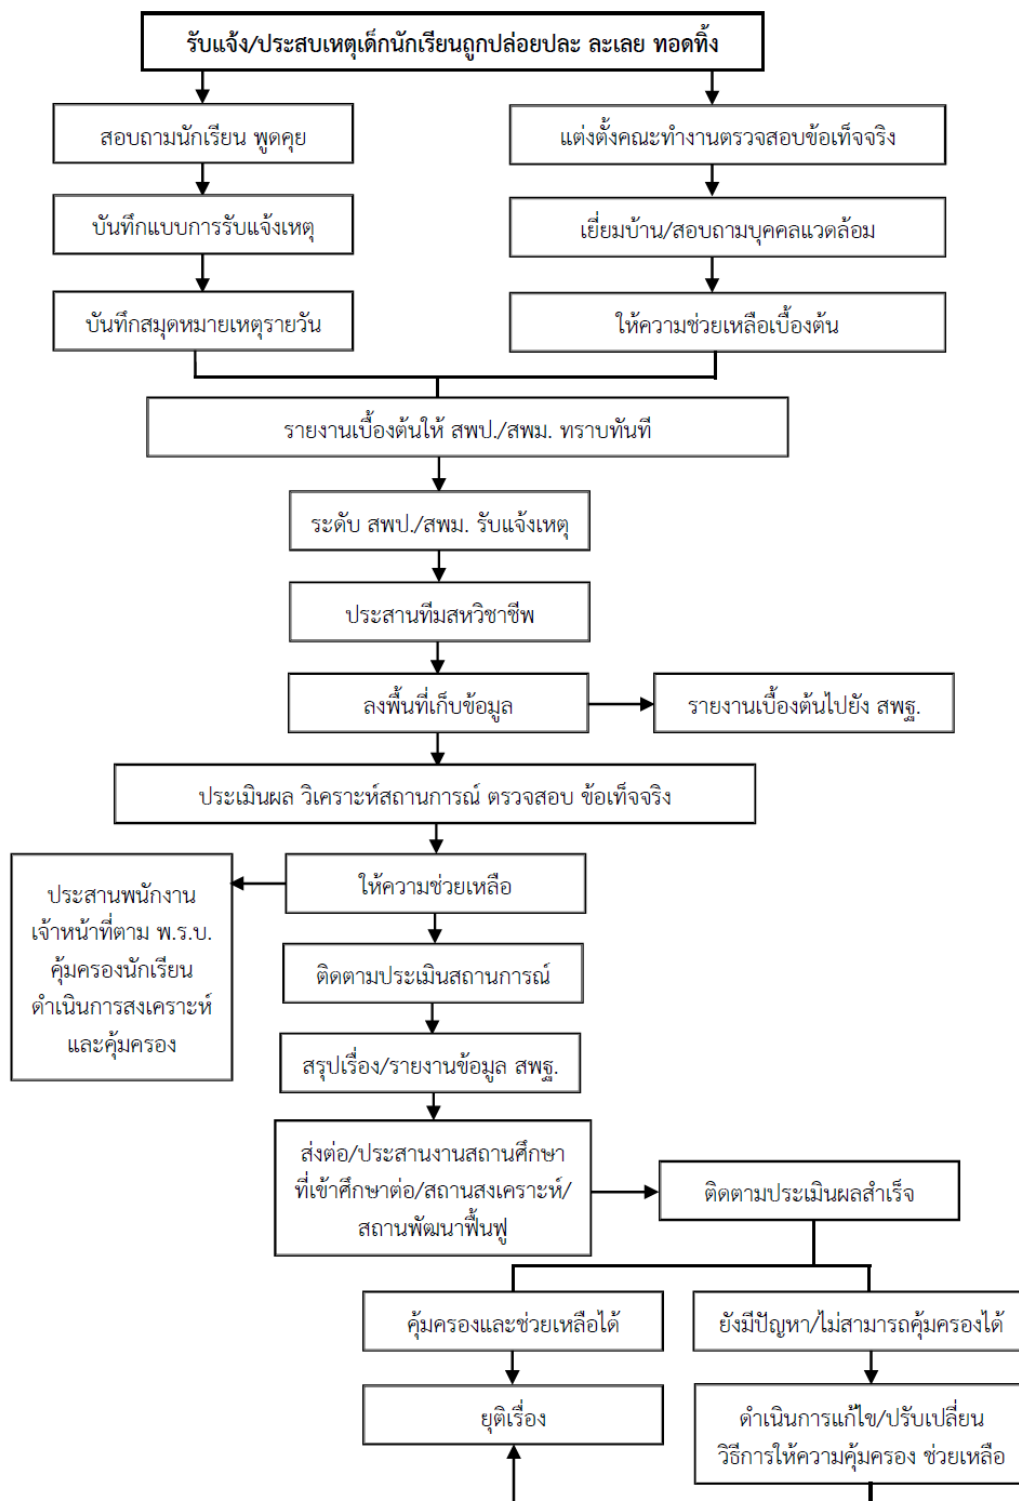 รับแจ้ง/ประสบเหตุเด็กนักเรียนถูกปล่อยปละ ละเลย ทอดทิ้ง
สอบถามนักเรียน พูดคุย
แต่งตั้งคณะทำงานตรวจสอบข้อเท็จจริง
บันทึกแบบการรับแจ้งเหตุ
เยี่ยมบ้าน/สอบถามบุคคลแวดล้อม
บันทึกสมุดหมายเหตุรายวัน
ให้ความช่วยเหลือเบื้องต้น
รายงานเบื้องต้นให้ สพป./สพม. ทราบทันที
ระดับ สพป./สพม. รับแจ้งเหตุ
ประสานทีมสหวิชาชีพ
ลงพื้นที่เก็บข้อมูล
รายงานเบื้องต้นไปยัง สพฐ.
ประเมินผล วิเคราะห์สถานการณ์ ตรวจสอบ ข้อเท็จจริง
ให้ความช่วยเหลือ
ประสานพนักงาน
เจ้าหน้าที่ตาม พ.ร.บ.
คุ้มครองนักเรียน
ดำเนินการสงเคราะห์
และคุ้มครอง
ติดตามประเมินสถานการณ์
สรุปเรื่อง/รายงานข้อมูล สพฐ.
ส่งต่อ/ประสานงานสถานศึกษา
ที่เข้าศึกษาต่อ/สถานสงเคราะห์/
สถานพัฒนาฟื้นฟู
ติดตามประเมินผลสำเร็จ
คุ้มครองและช่วยเหลือได้
ยังมีปัญหา/ไม่สามารถคุ้มครองได้
ยุติเรื่อง
ดำเนินการแก้ไข/ปรับเปลี่ยน
วิธีการให้ความคุ้มครอง ช่วยเหลือ